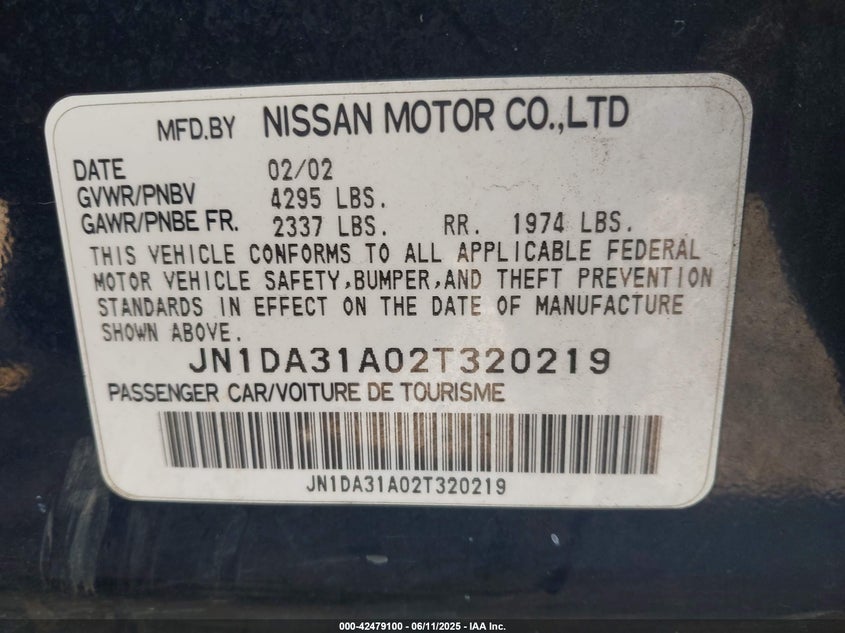 MFD.BY NISSAN MOTOR CO.,LTD
DATE 02/02
GVWR/PNBV 4295 LBS.
GAWR/PNBE FR. 2337 LBS. RR. 1974 LBS.
THIS VEHICLE CONFORMS TO ALL APPLICABLE FEDERAL
MOTOR VEHICLE SAFETY,BUMPER,AND THEFT PREVENTION
STANDARDS IN EFFECT ON THE DATE OF MANUFACTURE
SHOWN ABOVE.
JN1DA31A02T320219
PASSENGER CAR/VOITURE DE TOURISME
JN1DA31A02T320219
000-42479100 - 06/11/2025 - IAA Inc.